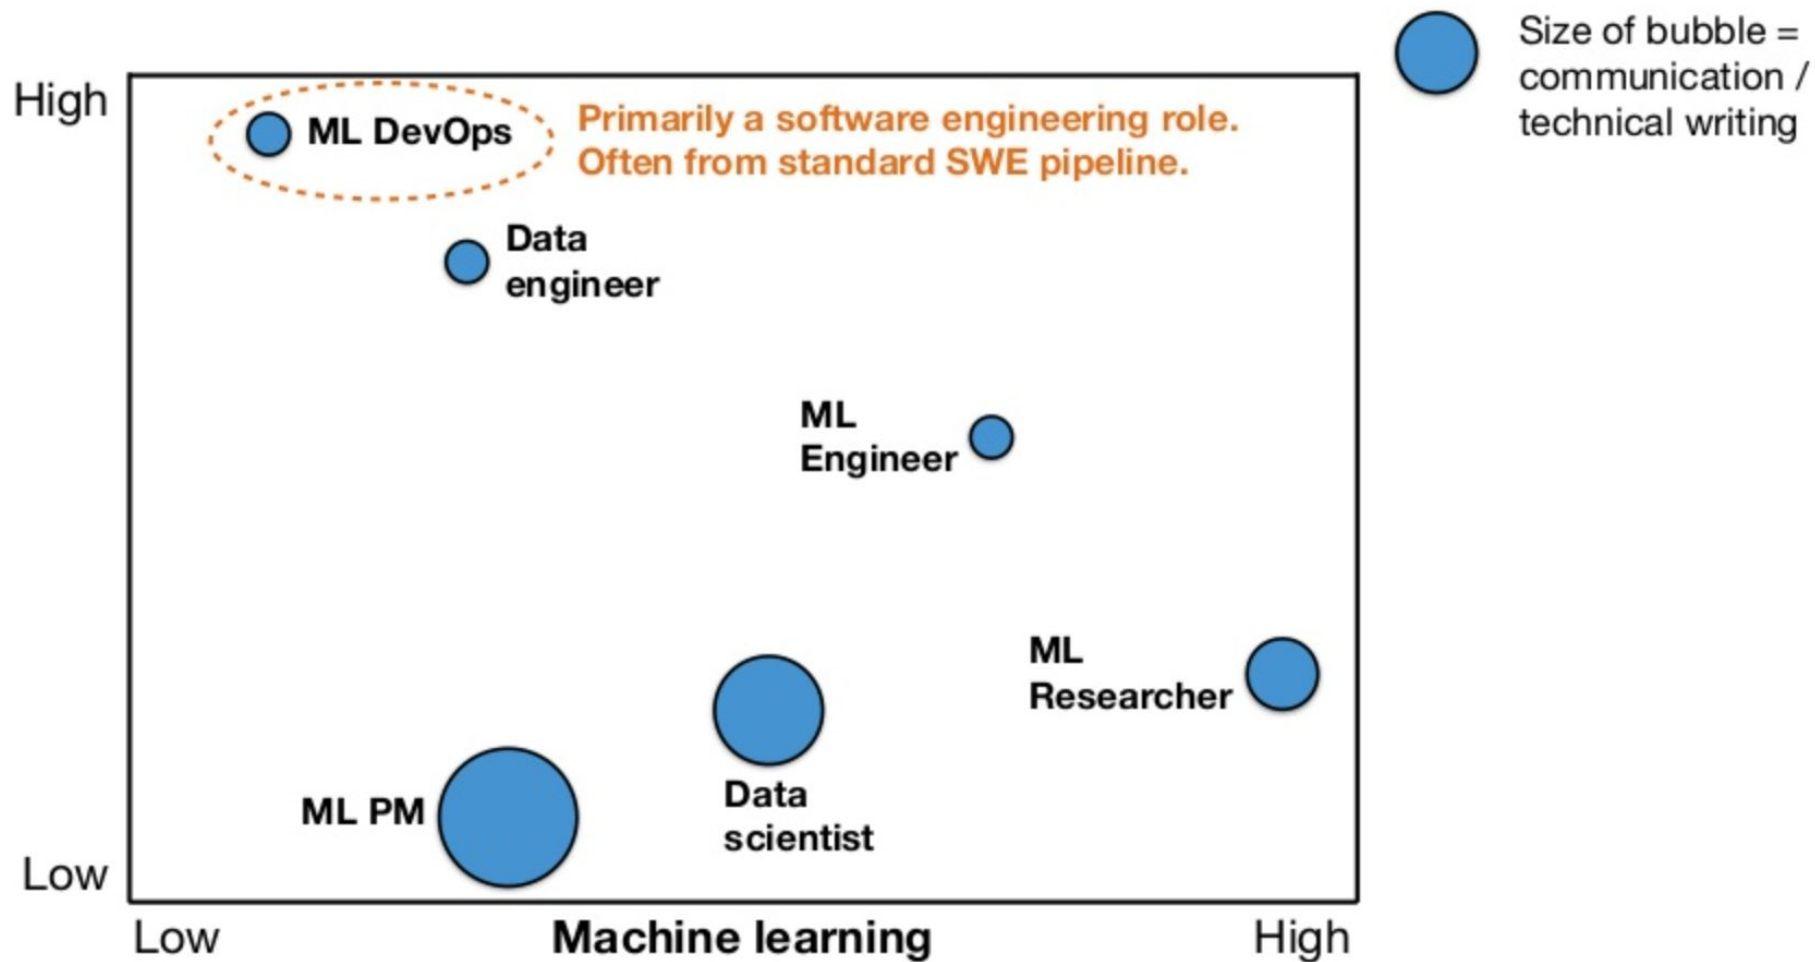 Size of bubble =
communication /
technical writing
High
ML DevOps
Primarily a software engineering role.
Often from standard SWE pipeline.
Data
engineer
ML
Engineer
ML
Researcher
Data
scientist
ML PM
Low
Low
Machine learning
High